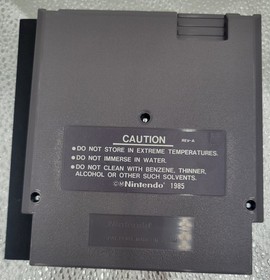 CAUTION
REV-A
•DO NOT STORE IN EXTREME TEMPERATURES.
•DO NOT IMMERSE IN WATER.
•DO NOT CLEAN WITH BENZENE, THINNER,
ALCOHOL OR OTHER SUCH SOLVENTS.
©®Nintendo 1985